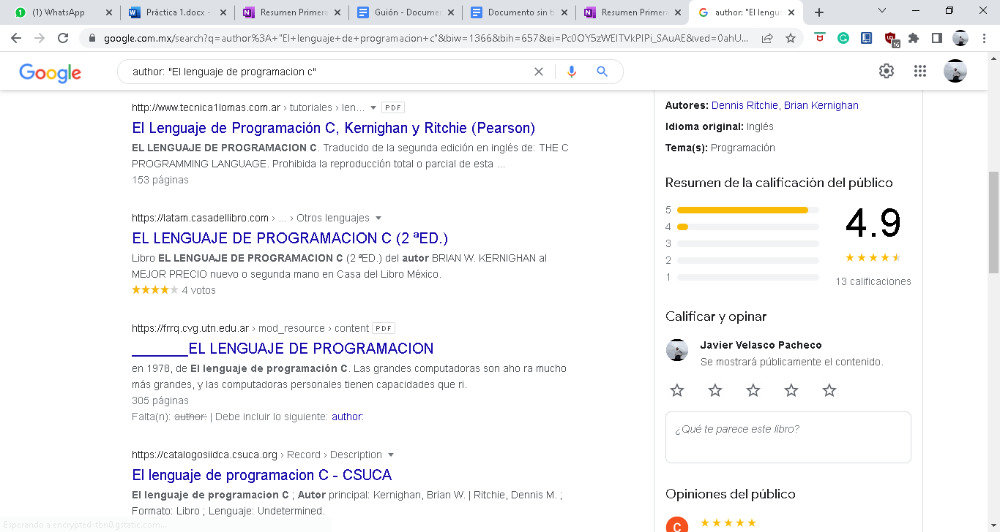 (1) WhatsApp
Práctica 1.docx -
Resumen Primera
Guión - Documen
Documento sin t
Resumen Primera
author: "El lengu
google.com.mx/search?q=author%3A+"El+lenguaje+de+programacion+c"&biw=1366&bih=657&ei=Pc0OY5zWEITVkPIPi_SAuAE&ved=0ahU...
16
Google
author: "El lenguaje de programacion c"
http://www.tecnica1lomas.com.ar › tutoriales › len... PDF
El Lenguaje de Programación C, Kernighan y Ritchie (Pearson)
EL LENGUAJE DE PROGRAMACION C. Traducido de la segunda edición en inglés de: THE C
PROGRAMMING LANGUAGE. Prohibida la reproducción total o parcial de esta ...
153 páginas
https://latam.casadellibro.com › ... › Otros lenguajes
EL LENGUAJE DE PROGRAMACION C (2 ªED.)
Libro EL LENGUAJE DE PROGRAMACION C (2 ªED.) del autor BRIAN W. KERNIGHAN al
MEJOR PRECIO nuevo o segunda mano en Casa del Libro México.
4 votos
https://frrq.cvg.utn.edu.ar › mod_resource › content PDF
_______EL LENGUAJE DE PROGRAMACION
en 1978, de El lenguaje de programación C. Las grandes computadoras son aho ra mucho
más grandes, y las computadoras personales tienen capacidades que ri.
305 páginas
Falta(n): author: | Debe incluir lo siguiente: author:
https://catalogosiidca.csuca.org › Record › Description
El lenguaje de programacion C - CSUCA
El lenguaje de programacion C ; Autor principal: Kernighan, Brian W. | Ritchie, Dennis M. ;
Formato: Libro ; Lenguaje: Undetermined.
Esperando a encrypted-tbn0.gstatic.com...
Autores: Dennis Ritchie, Brian Kernighan
Idioma original: Inglés
Tema(s): Programación
Resumen de la calificación del público
5
4
3
2
1
4.9
13 calificaciones
Calificar y opinar
Javier Velasco Pacheco
Se mostrará públicamente el contenido.
¿Qué te parece este libro?
Opiniones del público
C